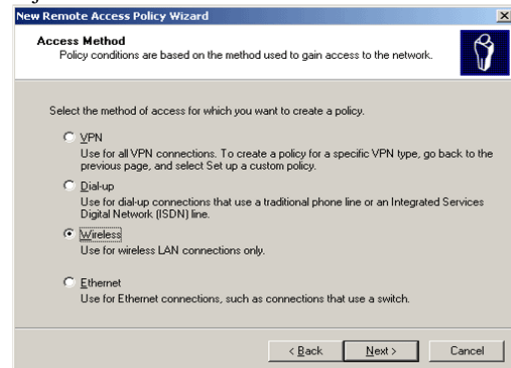 New Remote Access Policy Wizard
Access Method
Policy conditions are based on the method used to gain access to the network.
Select the method of access for which you want to create a policy.
VPN
Use for all VPN connections. To create a policy for a specific VPN type, go back to the
previous page, and select Set up a custom policy.
Dial-up
Use for dial-up connections that use a traditional phone line or an Integrated Services
Digital Network (ISDN) line.
Wireless
Use for wireless LAN connections only.
Ethernet
Use for Ethernet connections, such as connections that use a switch.
< Back Next > Cancel